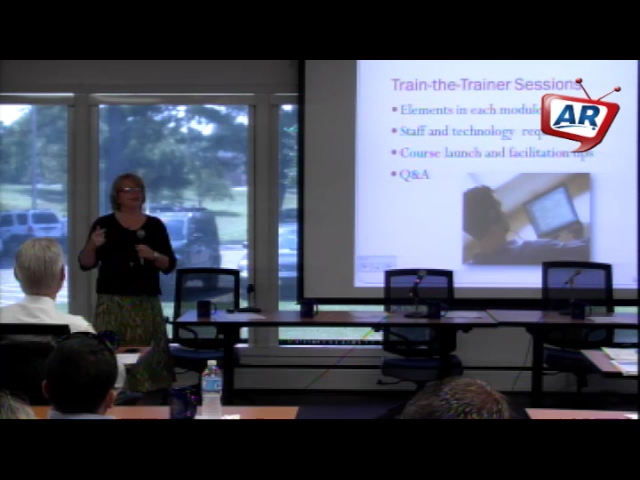 Train-the-Trainer Sessions
• Elements in each module
• Staff and technology
• Course launch and facilitation tips
• Q&A
AR